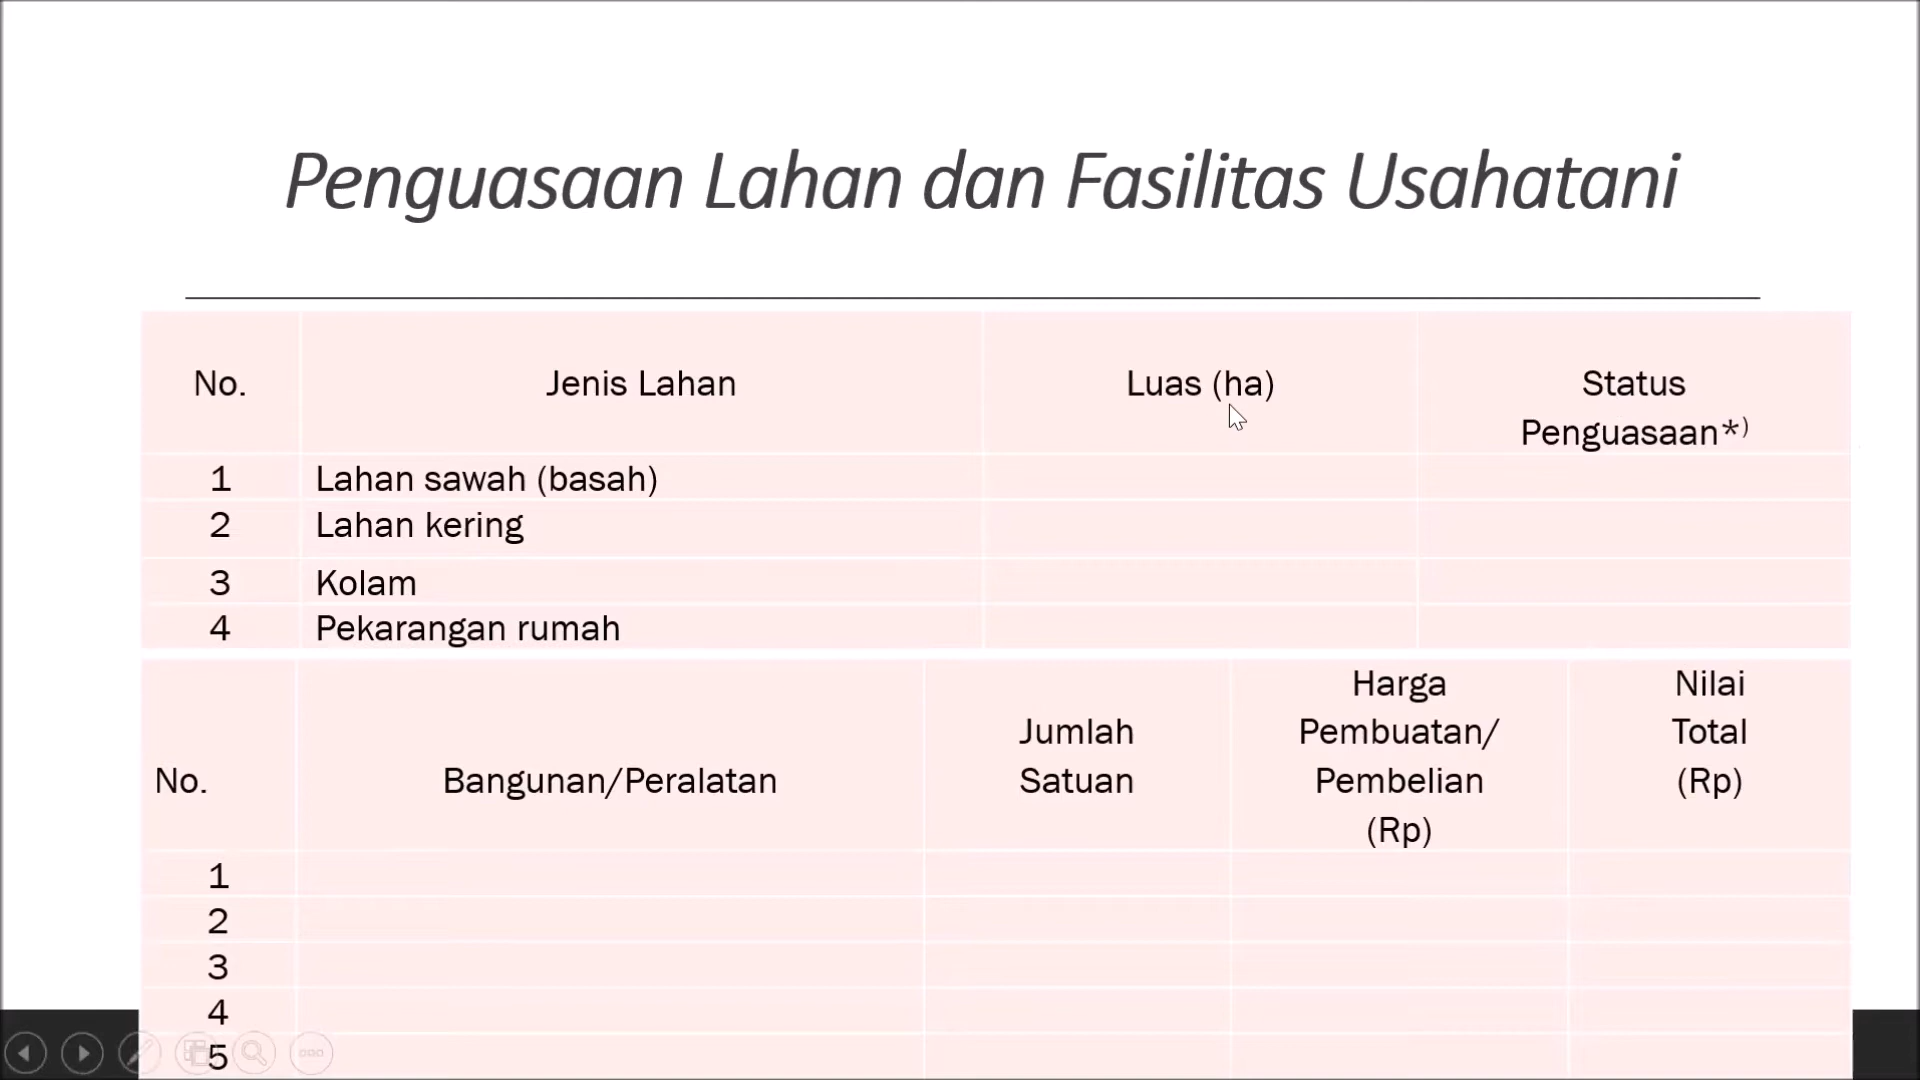 Penguasaan Lahan dan Fasilitas Usahatani
No. Jenis Lahan Luas (ha) Status Penguasaan*)
1 Lahan sawah (basah)
2 Lahan kering
3 Kolam
4 Pekarangan rumah
No. Bangunan/Peralatan Jumlah Satuan Harga Pembuatan/ Pembelian (Rp) Nilai Total (Rp)
1
2
3
4
5